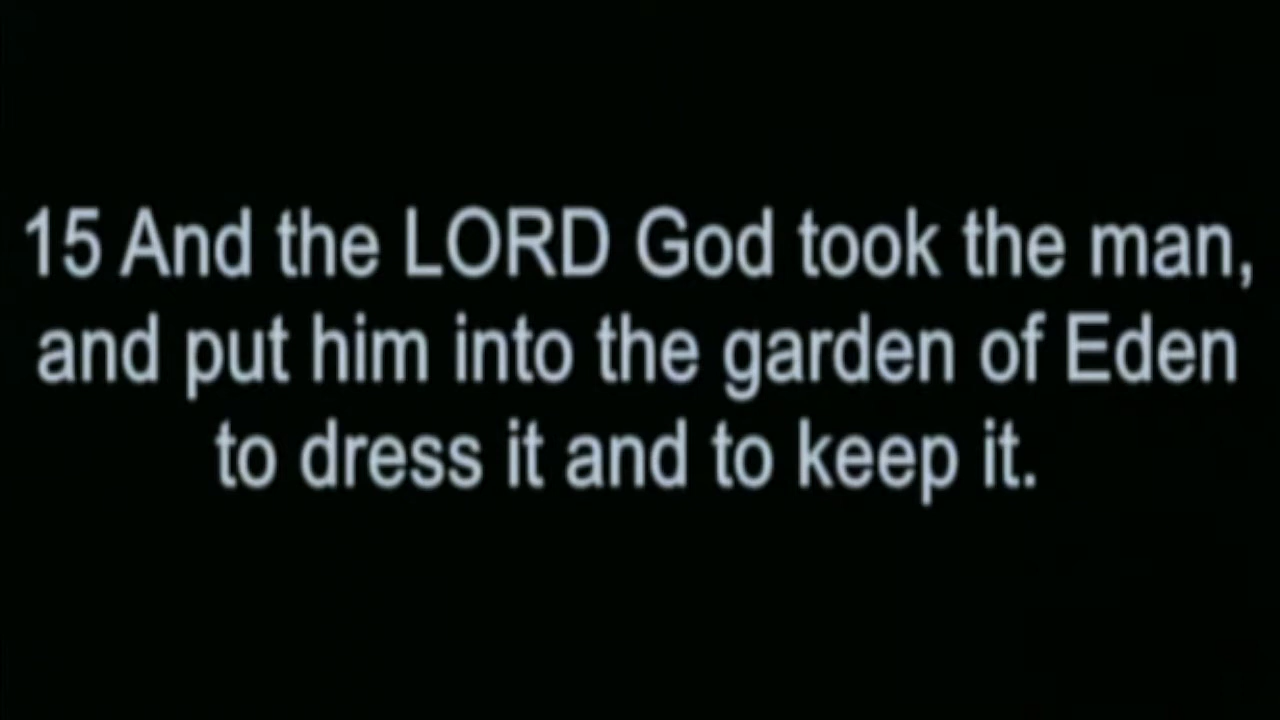 15 And the LORD God took the man,
and put him into the garden of Eden
to dress it and to keep it.